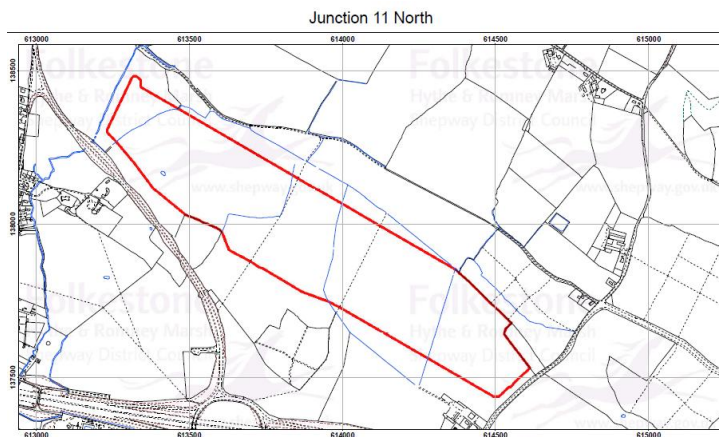 Junction 11 North
613000 613500 614000 614500 615000
138500
138000
137500
Folkestone
Hythe & Romney Marsh
Shepway District Council
www.shepway.gov.uk
Folkestone
Hythe & Romney Marsh
Shepway District Council
www.shepway.gov.uk
Folkestone
Hythe & Romney Marsh
Shepway District Council
Folkestone
Hythe & Romney Marsh
Shepway District Council
613000 613500 614000 614500 615000